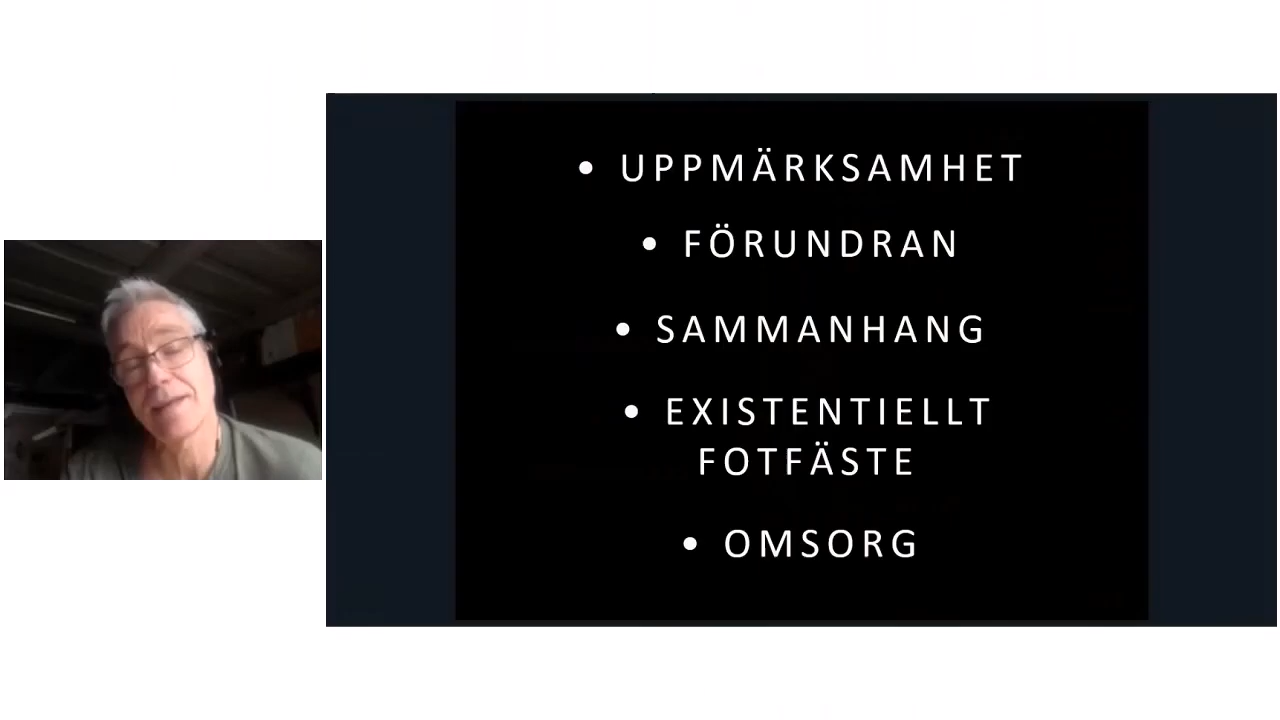 • UPPMÄRKSAMHET
• FÖRUNDRAN
• SAMMANHANG
• EXISTENTIELLT
FOTFÄSTE
• OMSORG